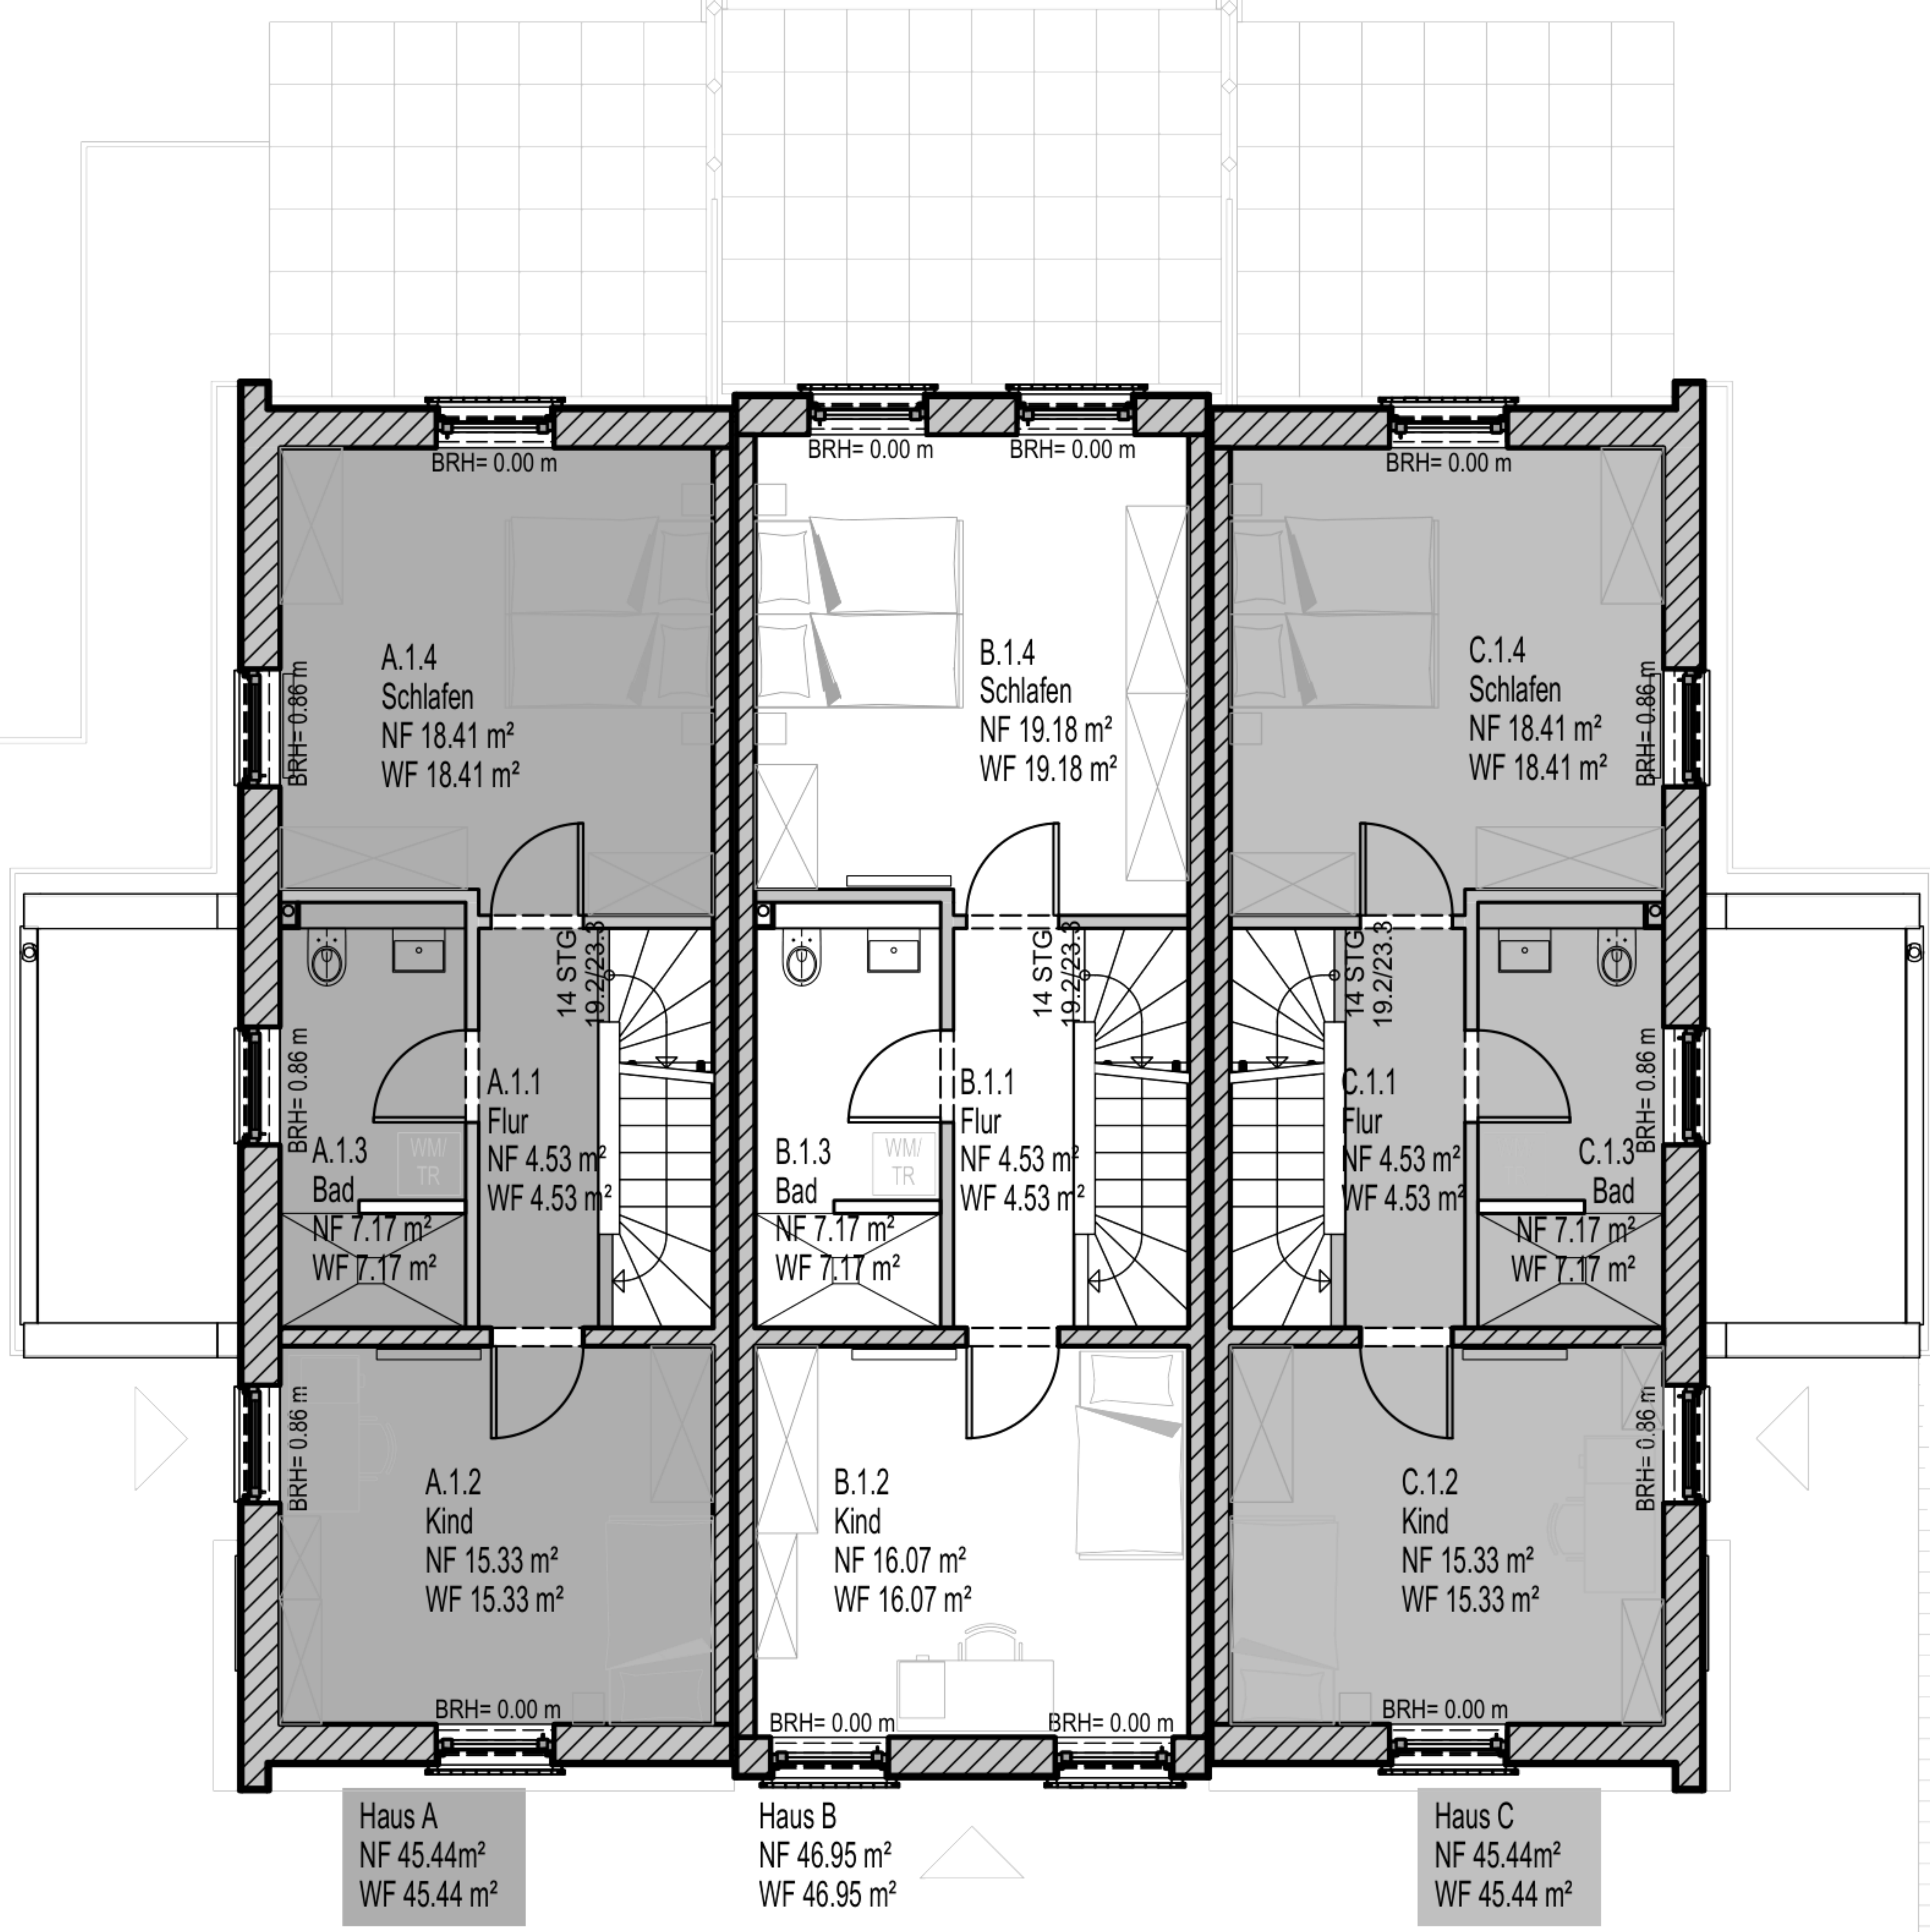 BRH= 0.00 m
BRH= 0.00 m
BRH= 0.00 m
BRH= 0.00 m
A.1.4
Schlafen
NF 18.41 m²
WF 18.41 m²
BRH= 0.86 m
B.1.4
Schlafen
NF 19.18 m²
WF 19.18 m²
C.1.4
Schlafen
NF 18.41 m²
WF 18.41 m²
BRH= 0.86 m
14 STG
19.2/23.3
14 STG
19.2/23.3
14 STG
19.2/23.3
BRH= 0.86 m
A.1.3
Bad
NF 7.17 m²
WF 7.17 m²
WM/
TR
A.1.1
Flur
NF 4.53 m²
WF 4.53 m²
B.1.3
Bad
NF 7.17 m²
WF 7.17 m²
WM/
TR
B.1.1
Flur
NF 4.53 m²
WF 4.53 m²
C.1.1
Flur
NF 4.53 m²
WF 4.53 m²
C.1.3
Bad
NF 7.17 m²
WF 7.17 m²
BRH= 0.86 m
BRH= 0.86 m
A.1.2
Kind
NF 15.33 m²
WF 15.33 m²
B.1.2
Kind
NF 16.07 m²
WF 16.07 m²
C.1.2
Kind
NF 15.33 m²
WF 15.33 m²
BRH= 0.86 m
BRH= 0.00 m
BRH= 0.00 m
BRH= 0.00 m
BRH= 0.00 m
Haus A
NF 45.44m²
WF 45.44 m²
Haus B
NF 46.95 m²
WF 46.95 m²
Haus C
NF 45.44m²
WF 45.44 m²